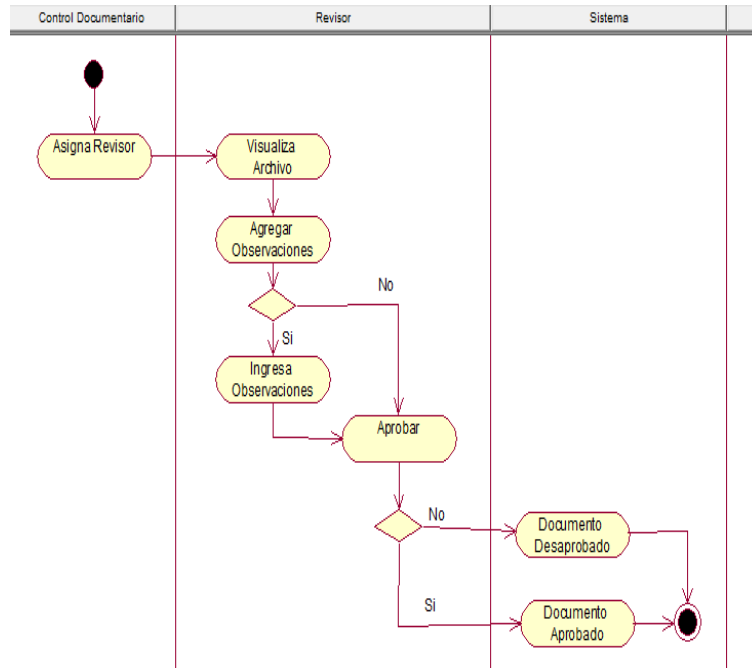 Control Documentario
Revisor
Sistema
Asigna Revisor
Visualiza
Archivo
Agregar
Observaciones
No
Si
Ingresa
Observaciones
Aprobar
No
Documento
Desaprobado
Si
Documento
Aprobado